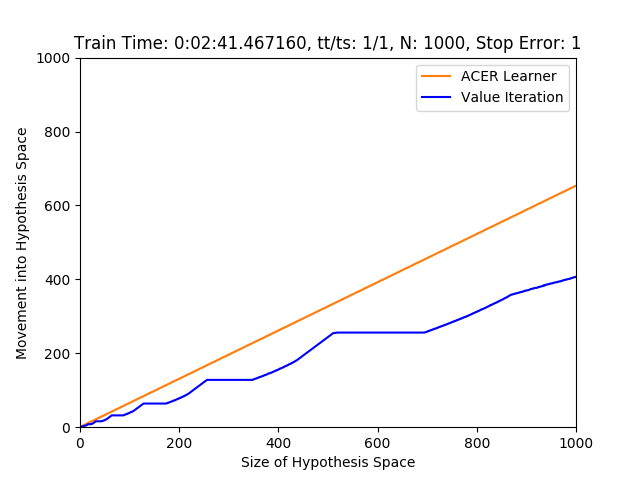 Train Time: 0:02:41.467160, tt/ts: 1/1, N: 1000, Stop Error: 1
ACER Learner
Value Iteration
Movement into Hypothesis Space
1000
800
600
400
200
0
0 200 400 600 800 1000
Size of Hypothesis Space